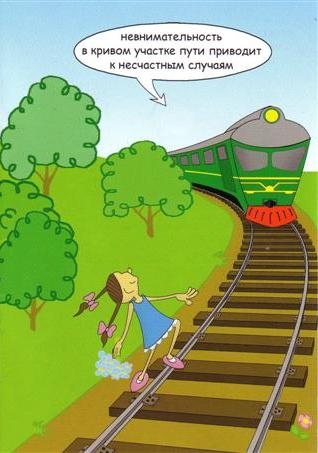 невнимательность
в кривом участке пути приводит
к несчастным случаям